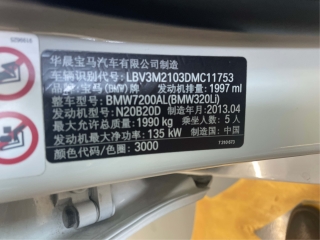 华晨宝马汽车有限公司制造
车辆识别代号: LBV3M2103DMC11753
品牌: 宝马(BMW)牌 发动机排量: 1997 ml
整车型号: BMW7200AL(BMW320Li)
发动机型号: N20B20D 制造年月: 2013.04
最大允许总质量: 1990 kg 乘坐人数: 5 人
发动机最大净功率: 135 kW 制造国: 中国
颜色代码/色圈: 3000